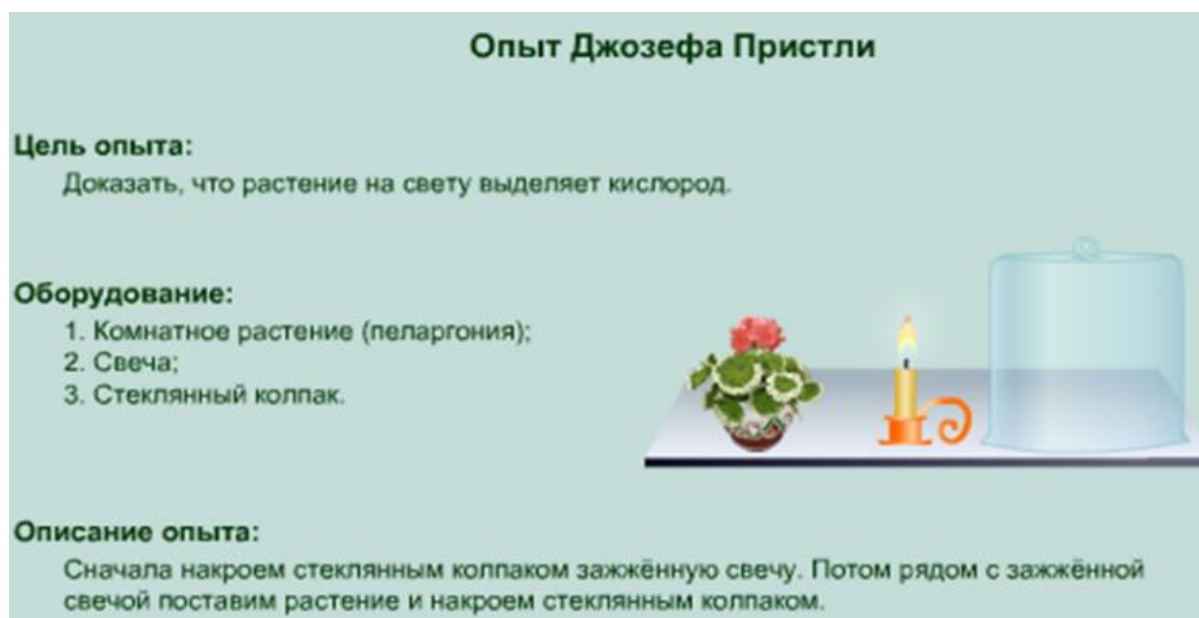 Опыт Джозефа Пристли
Цель опыта:
Доказать, что растение на свету выделяет кислород.
Оборудование:
1. Комнатное растение (пеларгония);
2. Свеча;
3. Стеклянный колпак.
Описание опыта:
Сначала накроем стеклянным колпаком зажжённую свечу. Потом рядом с зажжённой
свечой поставим растение и накроем стеклянным колпаком.